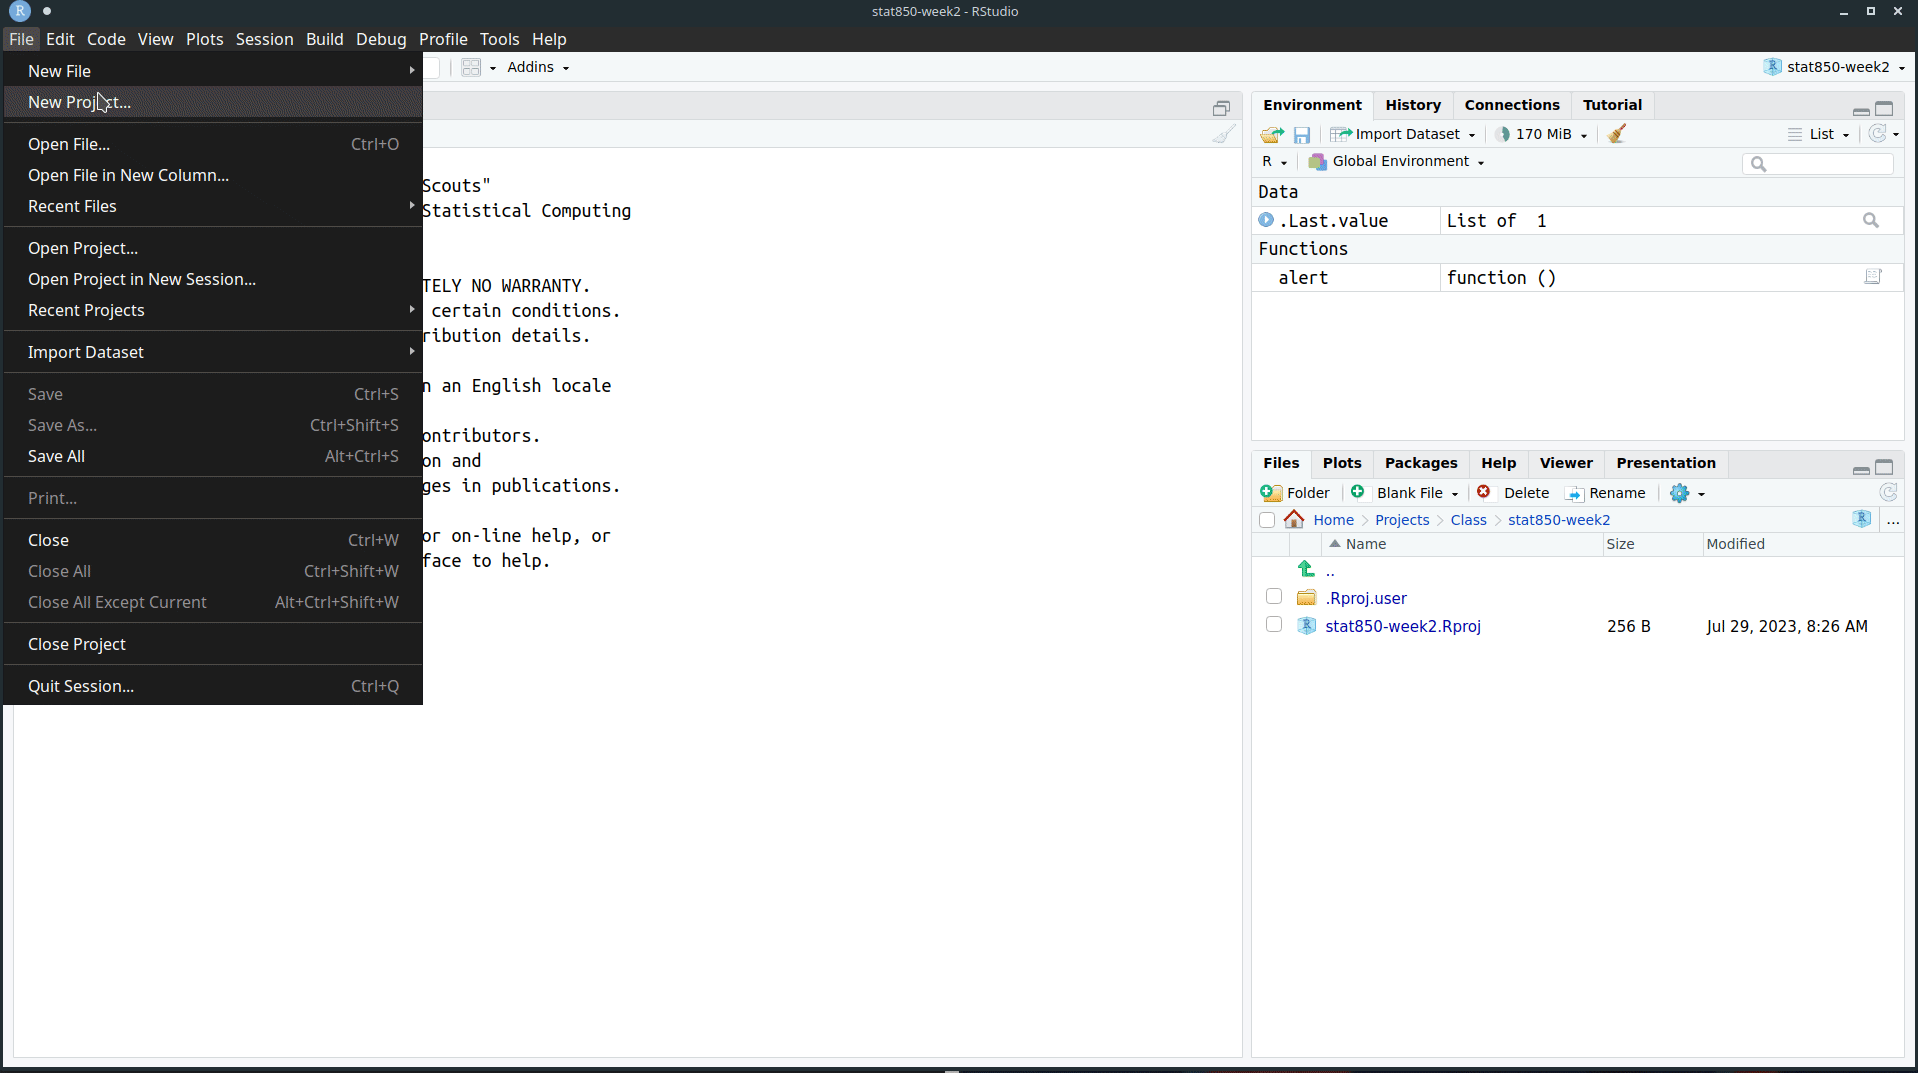 R
stat850-week2 - RStudio
File Edit Code View Plots Session Build Debug Profile Tools Help
New File
New Project...
Open File... Ctrl+O
Open File in New Column...
Recent Files
Open Project...
Open Project in New Session...
Recent Projects
Import Dataset
Save Ctrl+S
Save As... Ctrl+Shift+S
Save All Alt+Ctrl+S
Print...
Close Ctrl+W
Close All Ctrl+Shift+W
Close All Except Current Alt+Ctrl+Shift+W
Close Project
Quit Session... Ctrl+Q
Addins
stat850-week2
Scouts"
Statistical Computing
TELY NO WARRANTY.
certain conditions.
ribution details.
n an English locale
ontributors.
on and
ges in publications.
or on-line help, or
face to help.
Environment History Connections Tutorial
Import Dataset 170 MiB List
R Global Environment
Data
.Last.value List of 1
Functions
alert function ()
Files Plots Packages Help Viewer Presentation
Folder Blank File Delete Rename
Home Projects Class stat850-week2 ...
Name Size Modified
..
.Rproj.user
stat850-week2.Rproj 256 B Jul 29, 2023, 8:26 AM